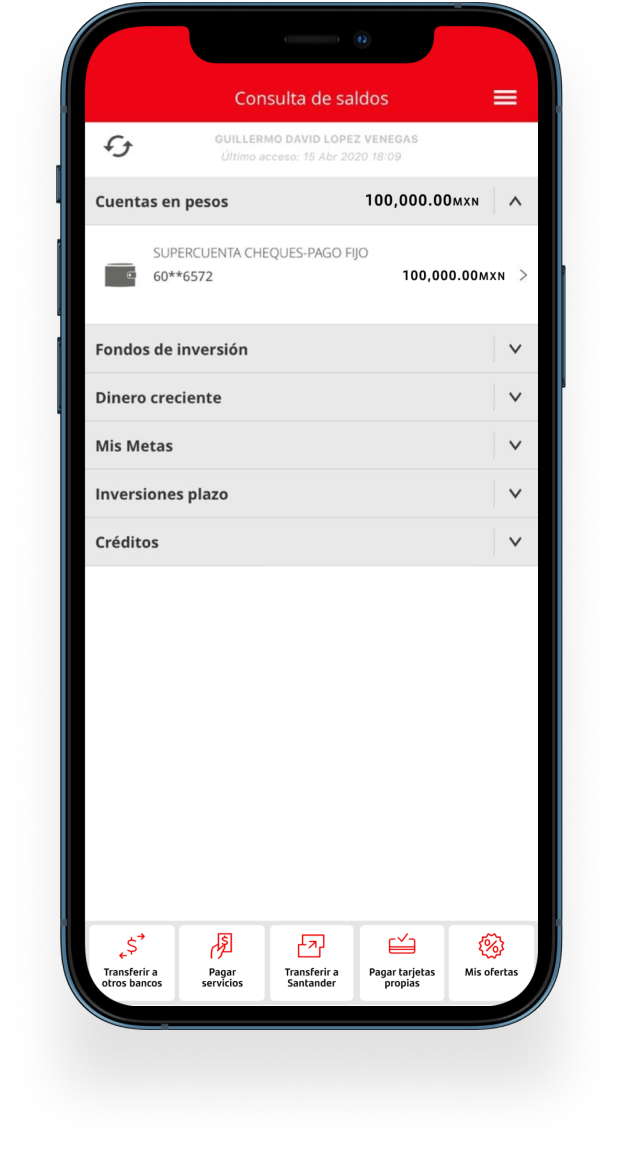 Consulta de saldos
GUILLERMO DAVID LOPEZ VENEGAS
Último acceso: 15 Abr 2020 18:09
Cuentas en pesos 100,000.00MXN
SUPERCUENTA CHEQUES-PAGO FIJO
60**6572 100,000.00MXN
Fondos de inversión
Dinero creciente
Mis Metas
Inversiones plazo
Créditos
Transferir a
otros bancos
Pagar
servicios
Transferir a
Santander
Pagar tarjetas
propias
Mis ofertas